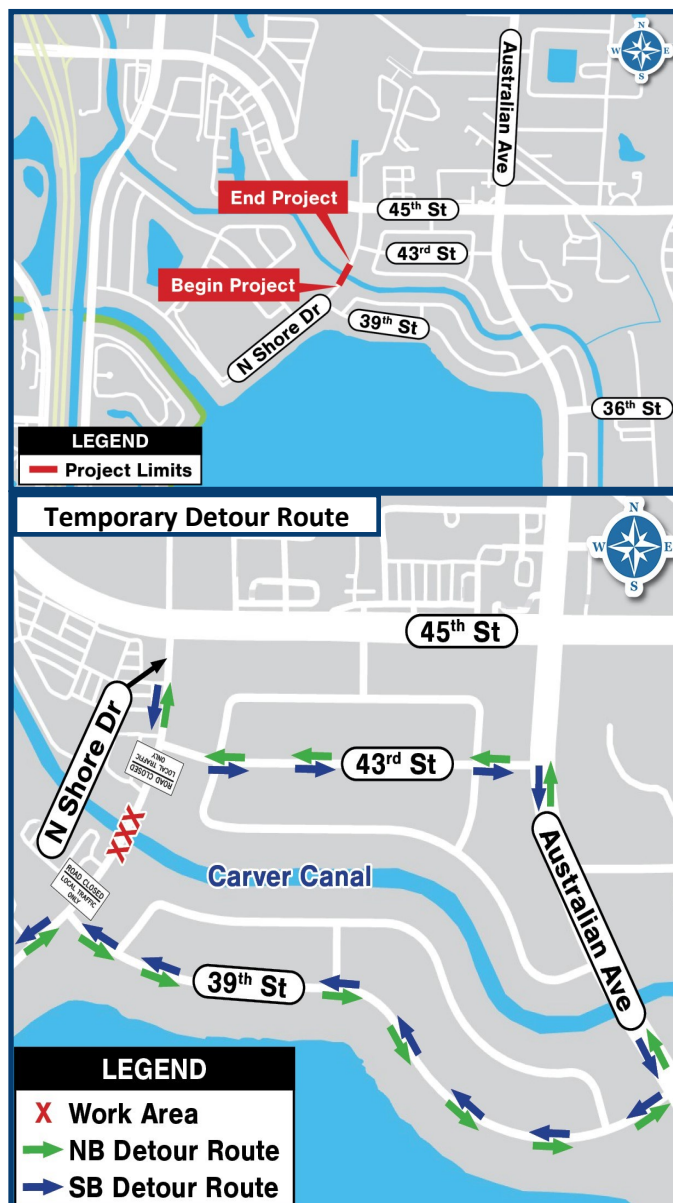 N
W E
S
Australian Ave
End Project
45th St
43rd St
Begin Project
N Shore Dr
39th St
36th St
LEGEND
Project Limits
Temporary Detour Route
N
W E
S
45th St
N Shore Dr
ROAD CLOSED
LOCAL TRAFFIC
ONLY
43rd St
XXX
Carver Canal
Australian Ave
ROAD CLOSED
LOCAL TRAFFIC
ONLY
39th St
LEGEND
X Work Area
NB Detour Route
SB Detour Route